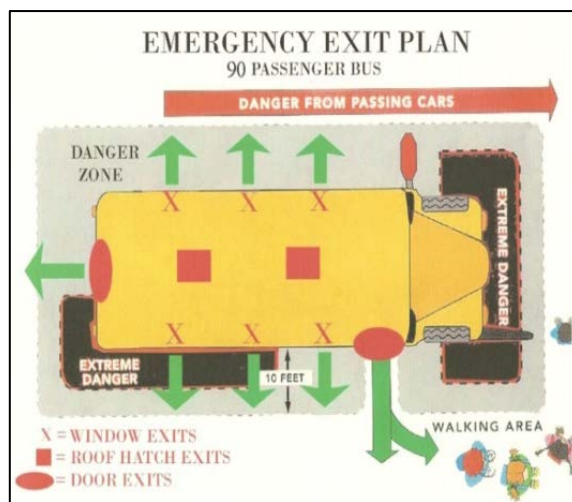 EMERGENCY EXIT PLAN
90 PASSENGER BUS
DANGER FROM PASSING CARS
DANGER
ZONE
X
X
X
EXTREME DANGER
X
X
X
EXTREME
DANGER
10 FEET
WALKING AREA
X = WINDOW EXITS
= ROOF HATCH EXITS
= DOOR EXITS